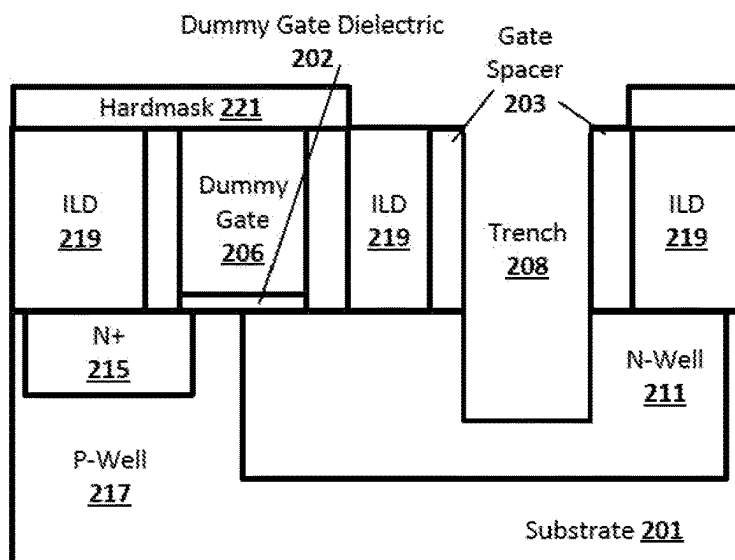 Dummy Gate Dielectric
202
Gate
Spacer
203
Hardmask 221
ILD
219
Dummy
Gate
206
ILD
219
Trench
208
ILD
219
N+
215
N-Well
211
P-Well
217
Substrate 201